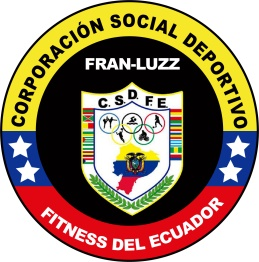 CORPORACIÓN SOCIAL DEPORTIVO
FRAN-LUZZ
C.S.D.F.E
FITNESS DEL ECUADOR